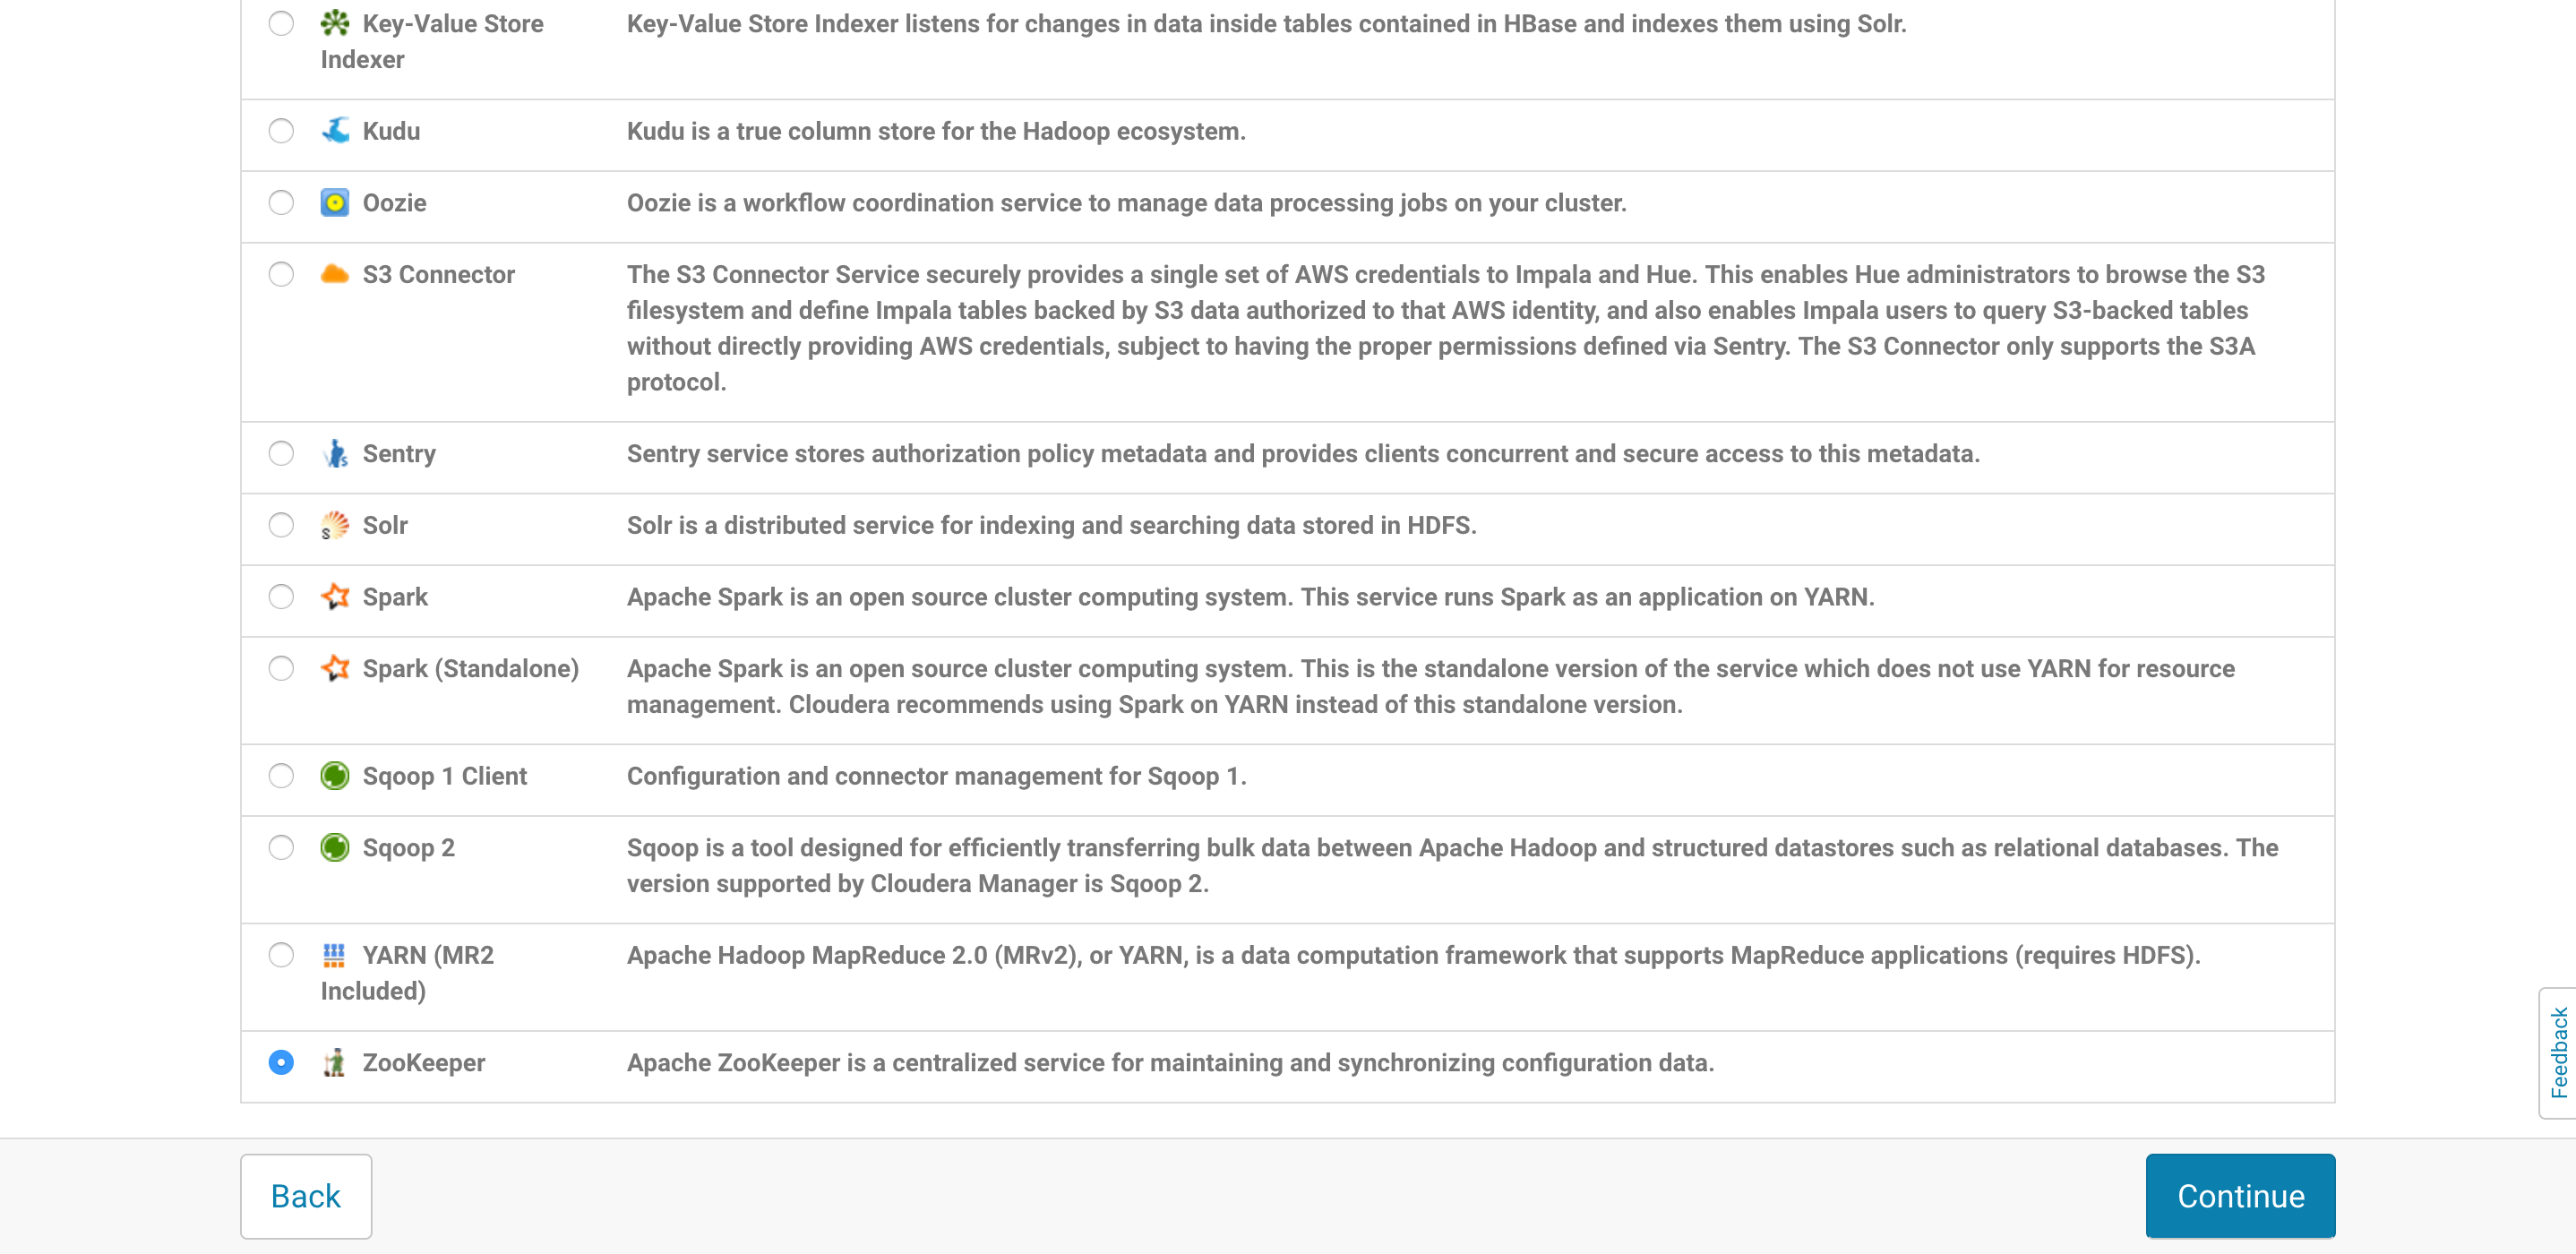 Key-Value Store Key-Value Store Indexer listens for changes in data inside tables contained in HBase and indexes them using Solr.
Indexer
Kudu Kudu is a true column store for the Hadoop ecosystem.
Oozie Oozie is a workflow coordination service to manage data processing jobs on your cluster.
S3 Connector The S3 Connector Service securely provides a single set of AWS credentials to Impala and Hue. This enables Hue administrators to browse the S3
filesystem and define Impala tables backed by S3 data authorized to that AWS identity, and also enables Impala users to query S3-backed tables
without directly providing AWS credentials, subject to having the proper permissions defined via Sentry. The S3 Connector only supports the S3A
protocol.
Sentry Sentry service stores authorization policy metadata and provides clients concurrent and secure access to this metadata.
Solr Solr is a distributed service for indexing and searching data stored in HDFS.
Spark Apache Spark is an open source cluster computing system. This service runs Spark as an application on YARN.
Spark (Standalone) Apache Spark is an open source cluster computing system. This is the standalone version of the service which does not use YARN for resource
management. Cloudera recommends using Spark on YARN instead of this standalone version.
Sqoop 1 Client Configuration and connector management for Sqoop 1.
Sqoop 2 Sqoop is a tool designed for efficiently transferring bulk data between Apache Hadoop and structured datastores such as relational databases. The
version supported by Cloudera Manager is Sqoop 2.
YARN (MR2 Apache Hadoop MapReduce 2.0 (MRv2), or YARN, is a data computation framework that supports MapReduce applications (requires HDFS).
Included)
ZooKeeper Apache ZooKeeper is a centralized service for maintaining and synchronizing configuration data.
Feedback
Back Continue